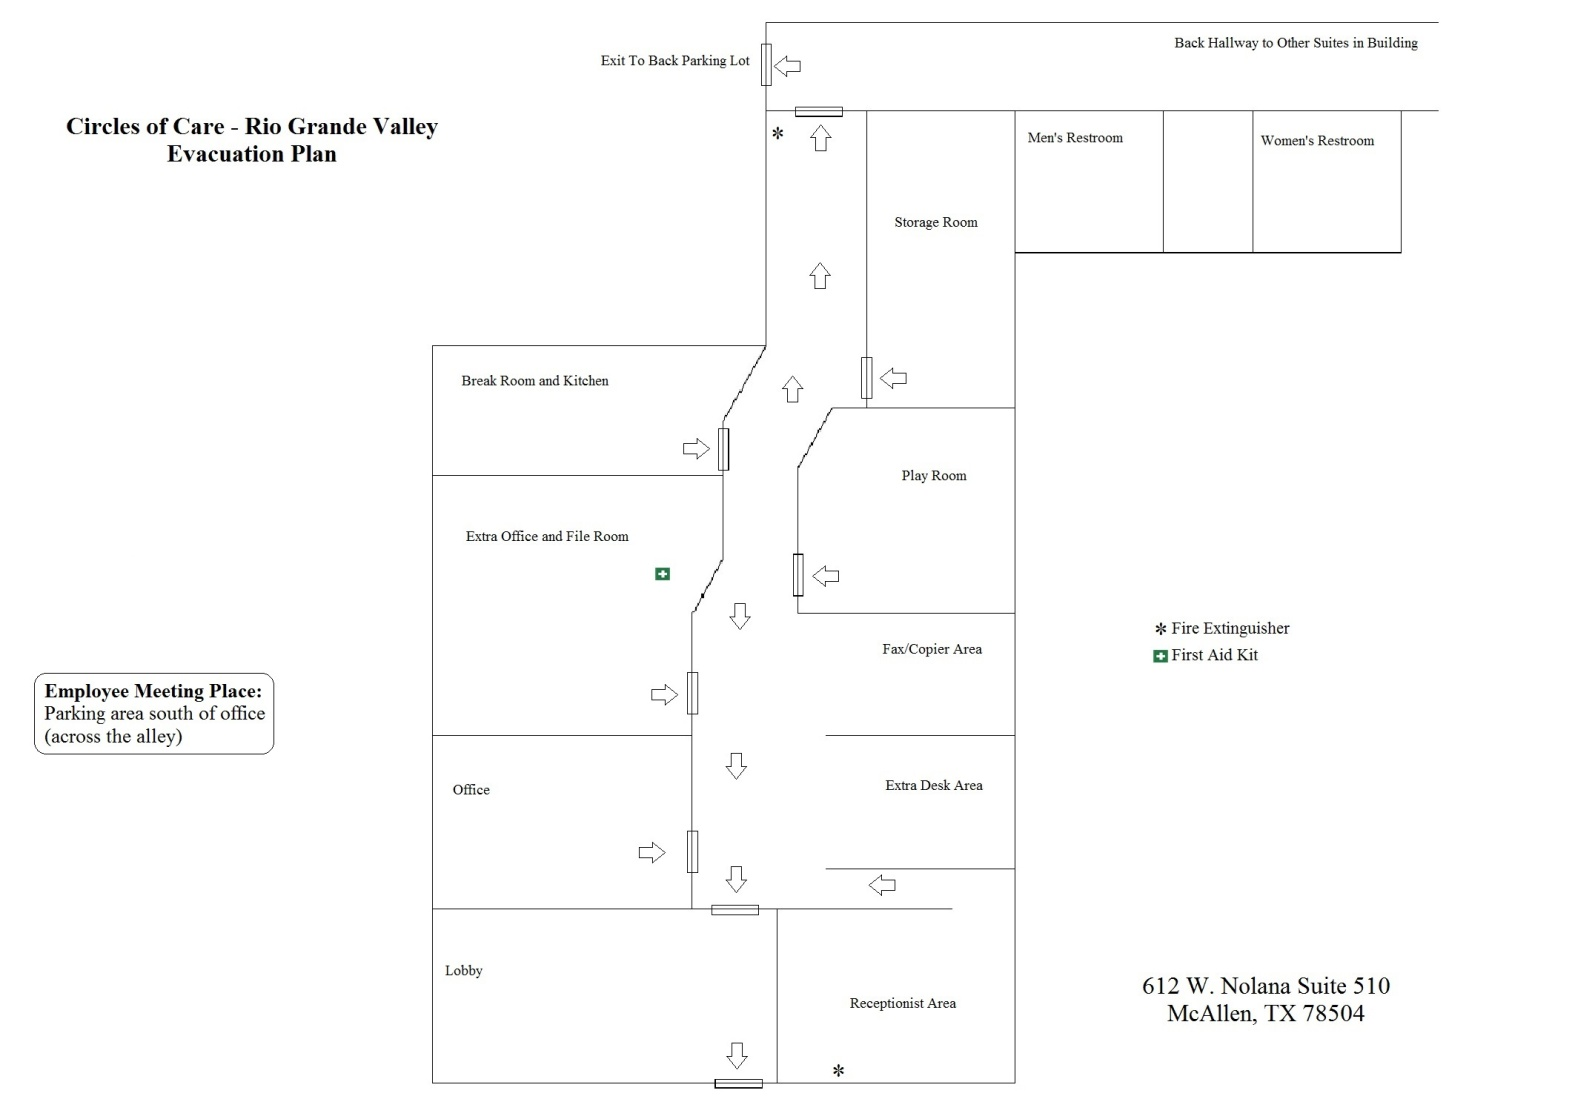 Back Hallway to Other Suites in Building
Exit To Back Parking Lot
Circles of Care - Rio Grande Valley
Evacuation Plan
Men's Restroom
Women's Restroom
Storage Room
Break Room and Kitchen
Play Room
Extra Office and File Room
Fire Extinguisher
Fax/Copier Area
First Aid Kit
Employee Meeting Place:
Parking area south of office
(across the alley)
Extra Desk Area
Office
Lobby
Receptionist Area
612 W. Nolana Suite 510
McAllen, TX 78504